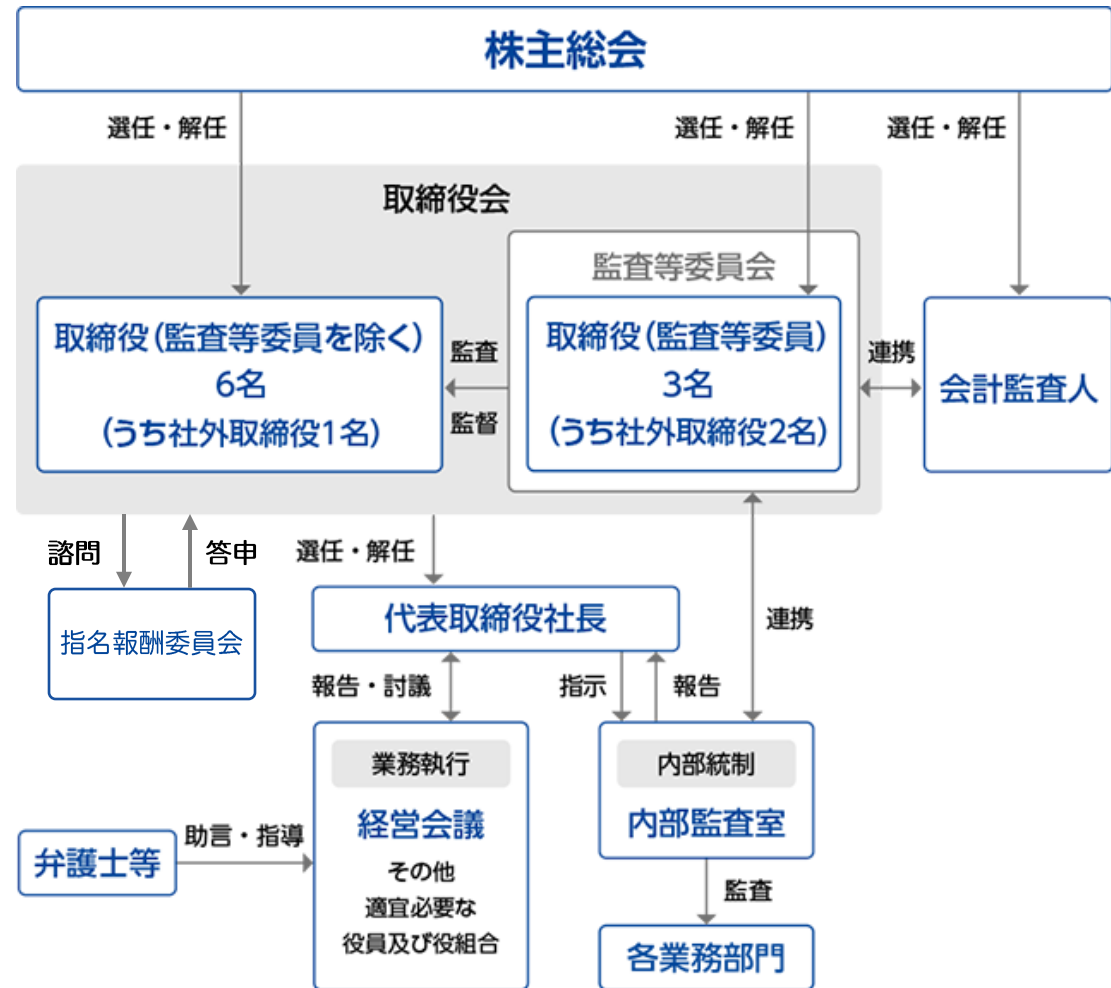 株主総会
選任・解任
選任・解任
選任・解任
取締役会
監査等委員会
取締役(監査等委員を除く)
6名
(うち社外取締役1名)
監査
監督
取締役(監査等委員)
3名
(うち社外取締役2名)
連携
会計監査人
諮問
答申
選任・解任
指名報酬委員会
代表取締役社長
連携
報告・討議
指示
報告
業務執行
経営会議
その他
適宜必要な
役員及び役組合
内部統制
内部監査室
弁護士等
助言・指導
監査
各業務部門